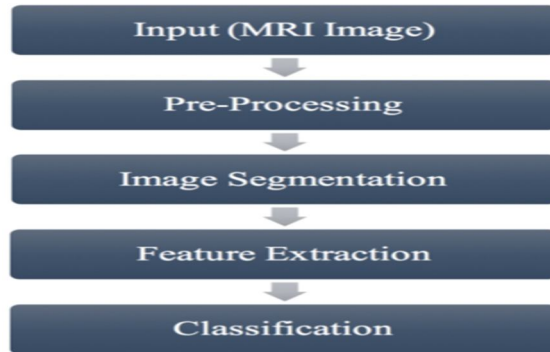 Input (MRI Image)
Pre-Processing
Image Segmentation
Feature Extraction
Classification